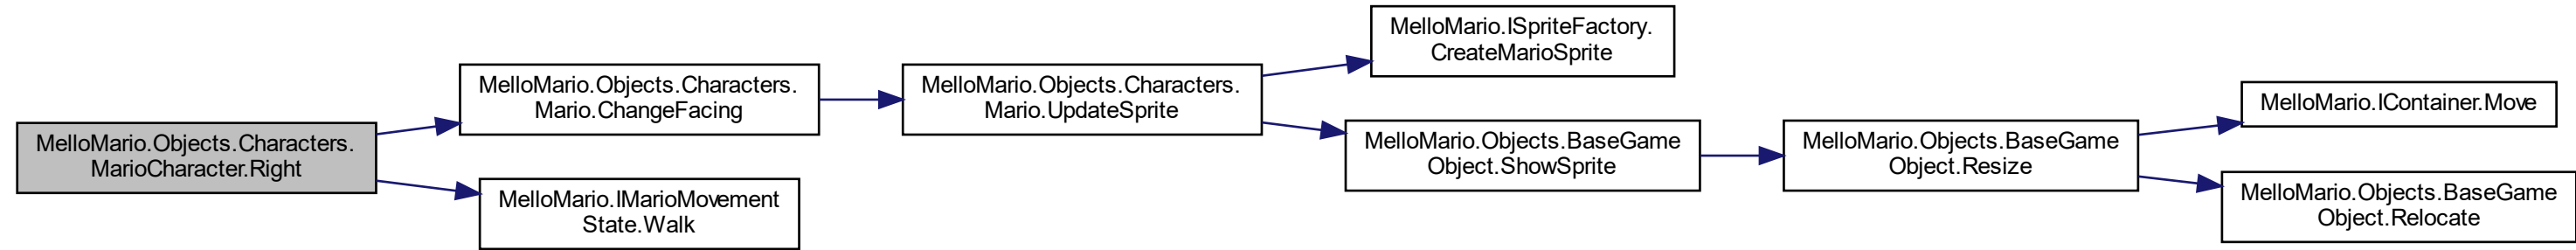 MelloMario.Objects.Characters.
MarioCharacter.Right
MelloMario.Objects.Characters.
Mario.ChangeFacing
MelloMario.IMarioMovement
State.Walk
MelloMario.Objects.Characters.
Mario.UpdateSprite
MelloMario.ISpriteFactory.
CreateMarioSprite
MelloMario.Objects.BaseGame
Object.ShowSprite
MelloMario.Objects.BaseGame
Object.Resize
MelloMario.IContainer.Move
MelloMario.Objects.BaseGame
Object.Relocate